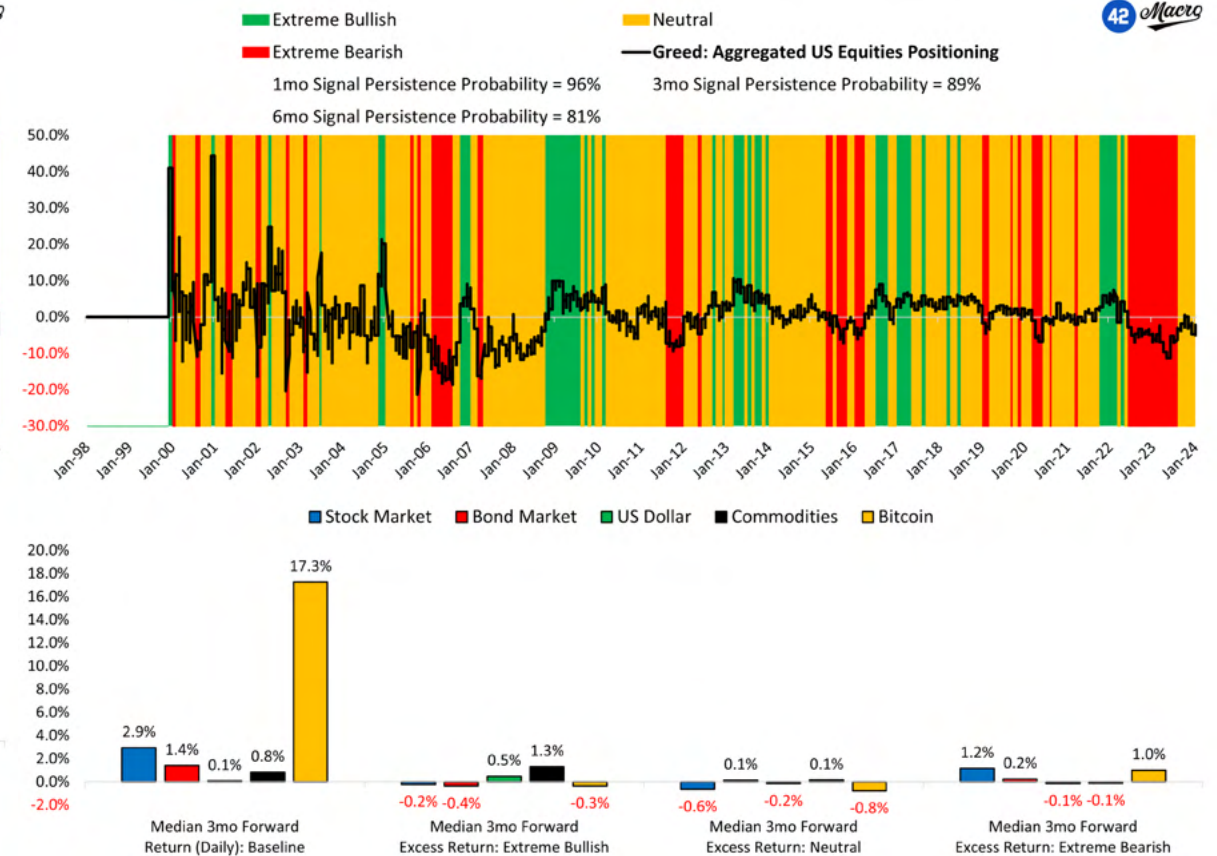 42 Macro
Extreme Bullish
Neutral
Extreme Bearish
Greed: Aggregated US Equities Positioning
1mo Signal Persistence Probability = 96%
3mo Signal Persistence Probability = 89%
6mo Signal Persistence Probability = 81%
50.0%
40.0%
30.0%
20.0%
10.0%
0.0%
-10.0%
-20.0%
-30.0%
Jan-98 Jan-99 Jan-00 Jan-01 Jan-02 Jan-03 Jan-04 Jan-05 Jan-06 Jan-07 Jan-08 Jan-09 Jan-10 Jan-11 Jan-12 Jan-13 Jan-14 Jan-15 Jan-16 Jan-17 Jan-18 Jan-19 Jan-20 Jan-21 Jan-22 Jan-23 Jan-24
Stock Market Bond Market US Dollar Commodities Bitcoin
20.0%
18.0%
16.0%
14.0%
12.0%
10.0%
8.0%
6.0%
4.0%
2.0%
0.0%
-2.0%
2.9% 1.4% 0.1% 0.8% 17.3%
-0.2% -0.4% 0.5% 1.3% -0.3%
-0.6% 0.1% -0.2% 0.1% -0.8%
1.2% 0.2% -0.1% -0.1% 1.0%
Median 3mo Forward
Return (Daily): Baseline
Median 3mo Forward
Excess Return: Extreme Bullish
Median 3mo Forward
Excess Return: Neutral
Median 3mo Forward
Excess Return: Extreme Bearish